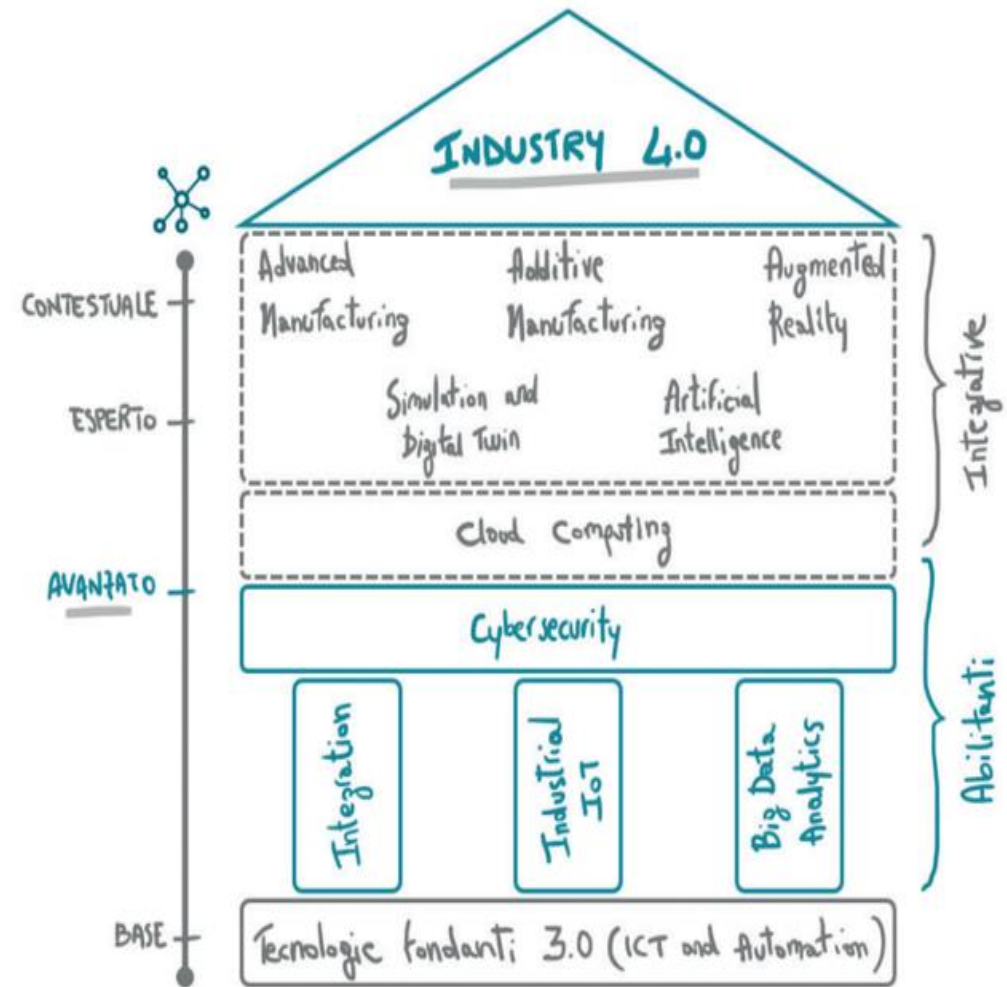 INDUSTRY 4.0
CONTESTUALE
ESPERTO
AVANZATO
BASE
Advanced
Manufacturing
Additive
Manufacturing
Augmented
Reality
Simulation and
Digital Twin
Artificial
Intelligence
Cloud Computing
Cybersecurity
Integration
Industrial
IoT
Big Data
Analytics
Tecnologie fondanti 3.0 (ICT and Automation)
Integrative
Abilitanti